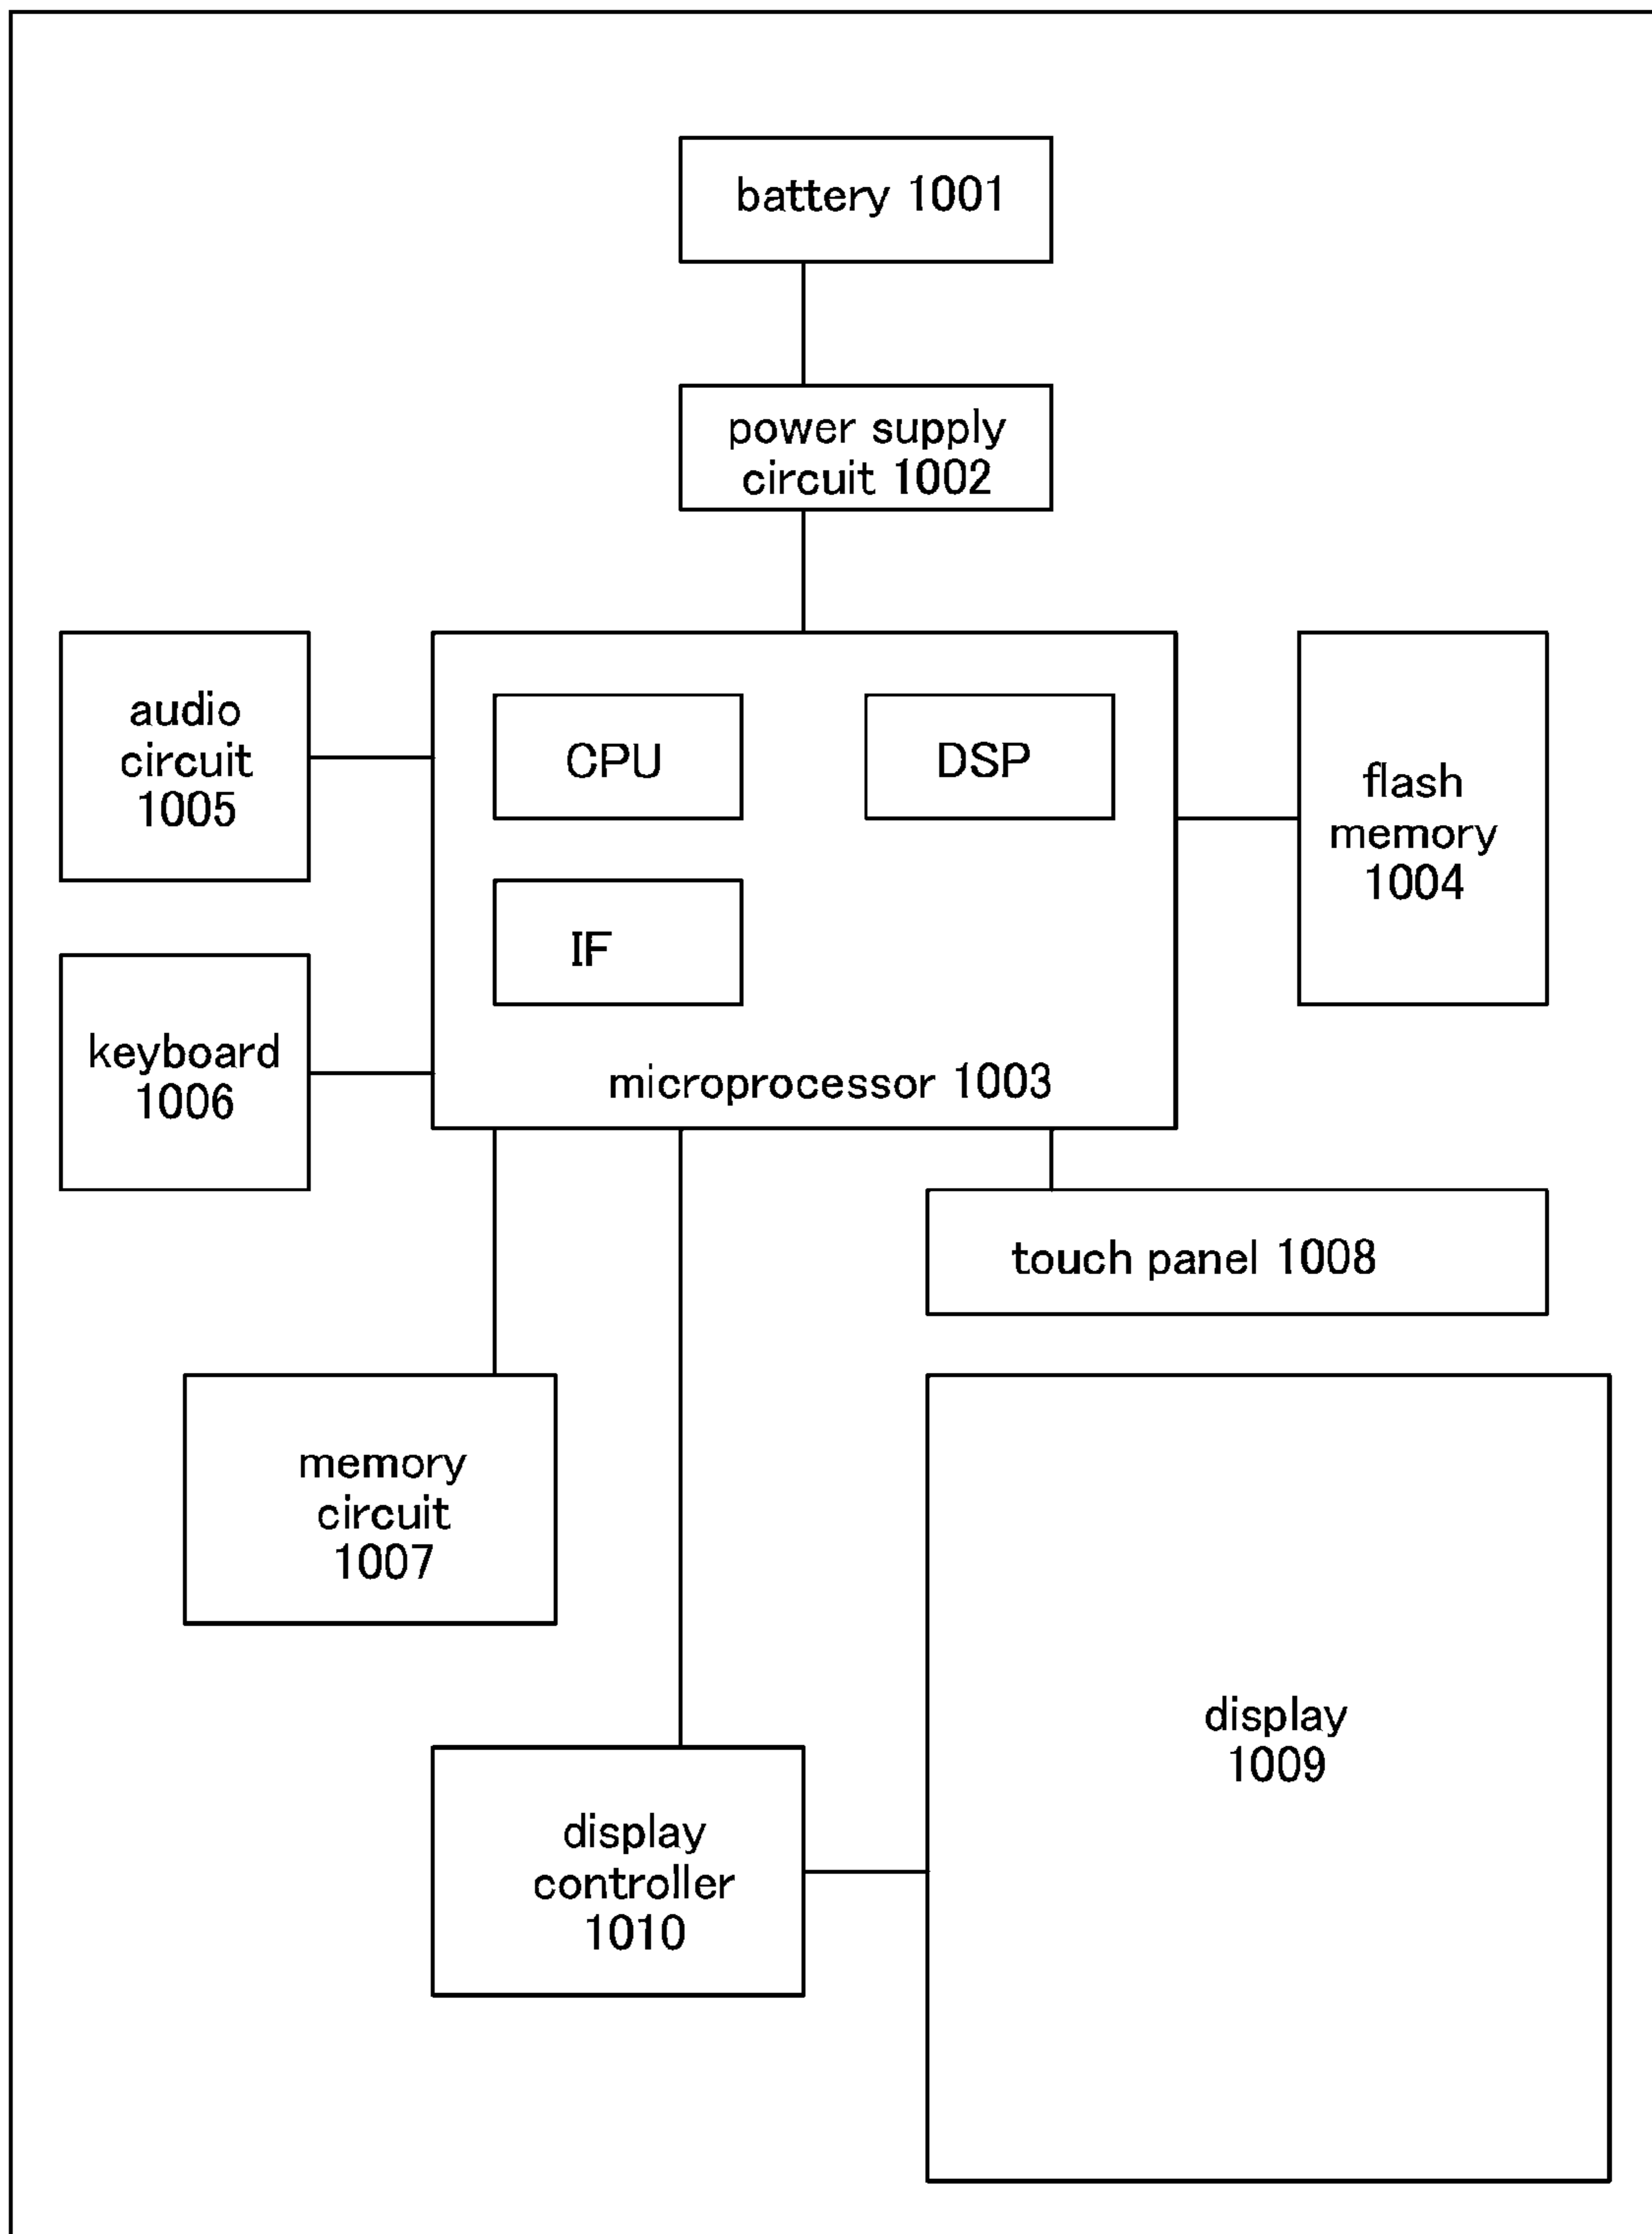 battery 1001
power supply
circuit 1002
audio
circuit
1005
CPU
DSP
flash
memory
1004
IF
keyboard
1006
microprocessor 1003
touch panel 1008
memory
circuit
1007
display
1009
display
controller
1010